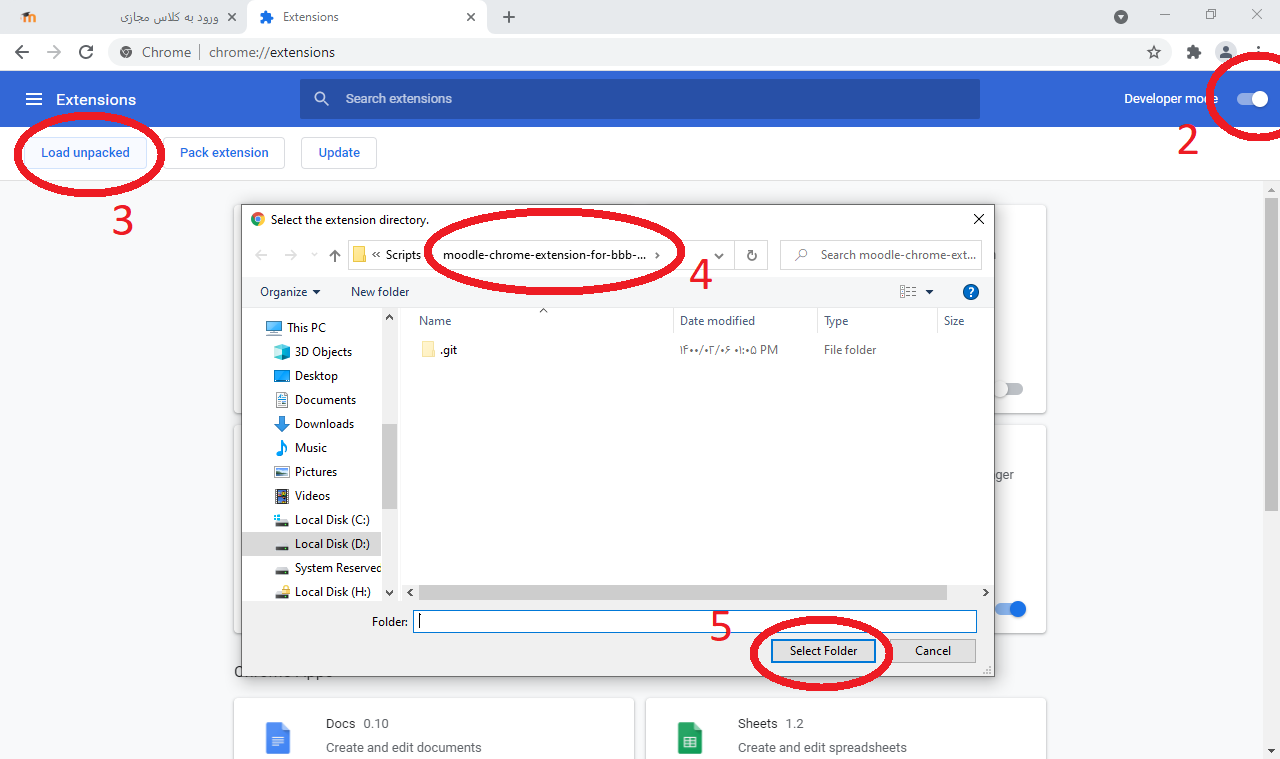 ورود به کلاس مجازی
Extensions
Chrome | chrome://extensions
Extensions
Search extensions
Developer mode
2
Load unpacked
Pack extension
Update
3
Select the extension directory.
« Scripts
moodle-chrome-extension-for-bbb-...
4
Search moodle-chrome-ext...
Organize
New folder
?
Name
Date modified
Type
Size
.git
۱۴۰۰/۰۲/۰۶ ۰۱:۰۵ PM
File folder
This PC
3D Objects
Desktop
Documents
Downloads
Music
Pictures
Videos
Local Disk (C:)
Local Disk (D:)
System Reserved
Local Disk (H:)
ger
Folder:
5
Select Folder
Cancel
Chrome Apps
Docs 0.10
Create and edit documents
Sheets 1.2
Create and edit spreadsheets